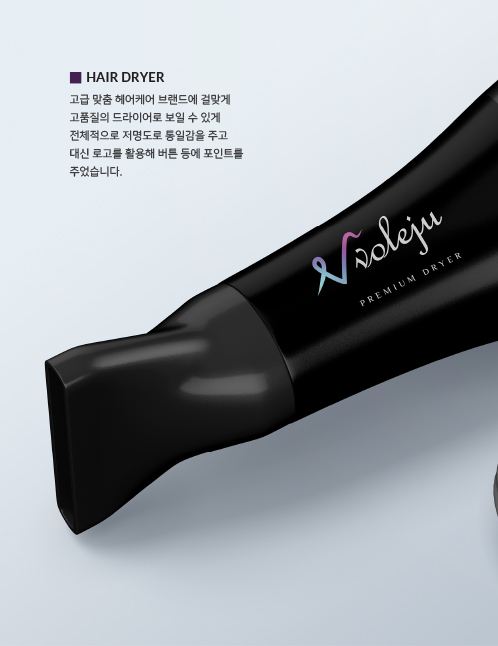 HAIR DRYER
고급 맞춤 헤어케어 브랜드에 걸맞게
고품질의 드라이어로 보일 수 있게
전체적으로 저명도로 통일감을 주고
대신 로고를 활용해 버튼 등에 포인트를
주었습니다.
Nsoleju
PREMIUM DRYER